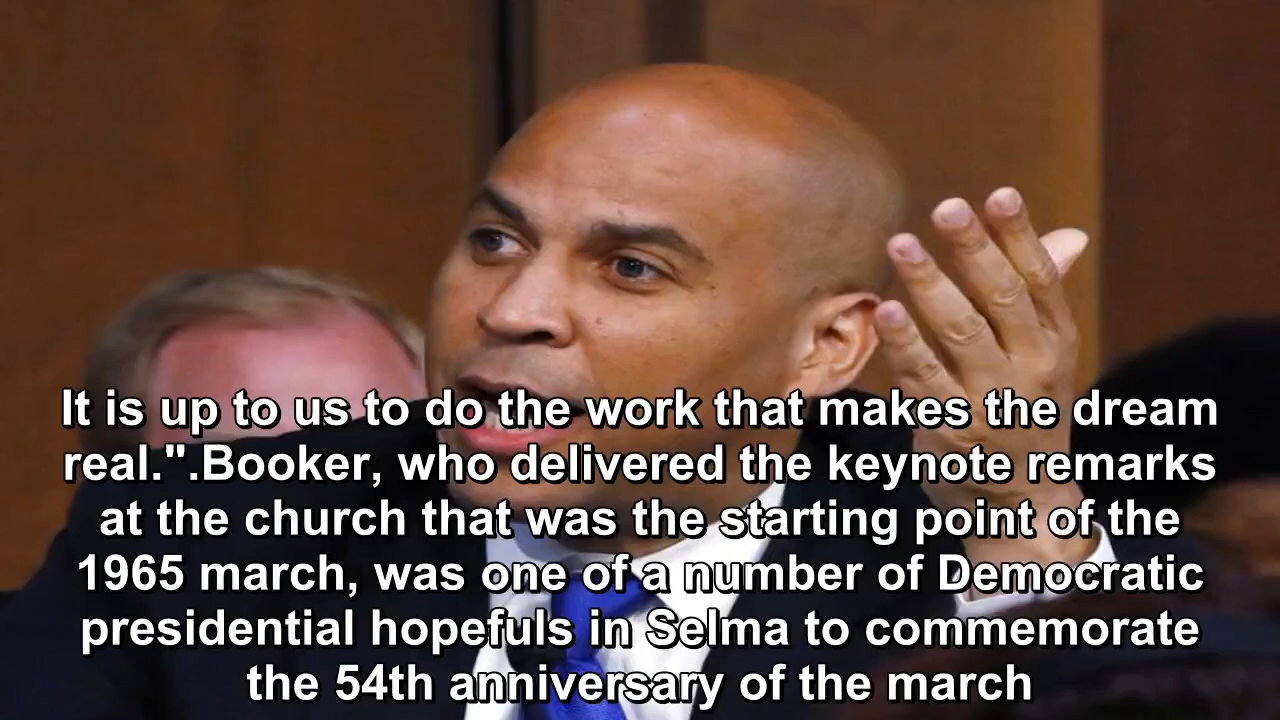 It is up to us to do the work that makes the dream
real.".Booker, who delivered the keynote remarks
at the church that was the starting point of the
1965 march, was one of a number of Democratic
presidential hopefuls in Selma to commemorate
the 54th anniversary of the march